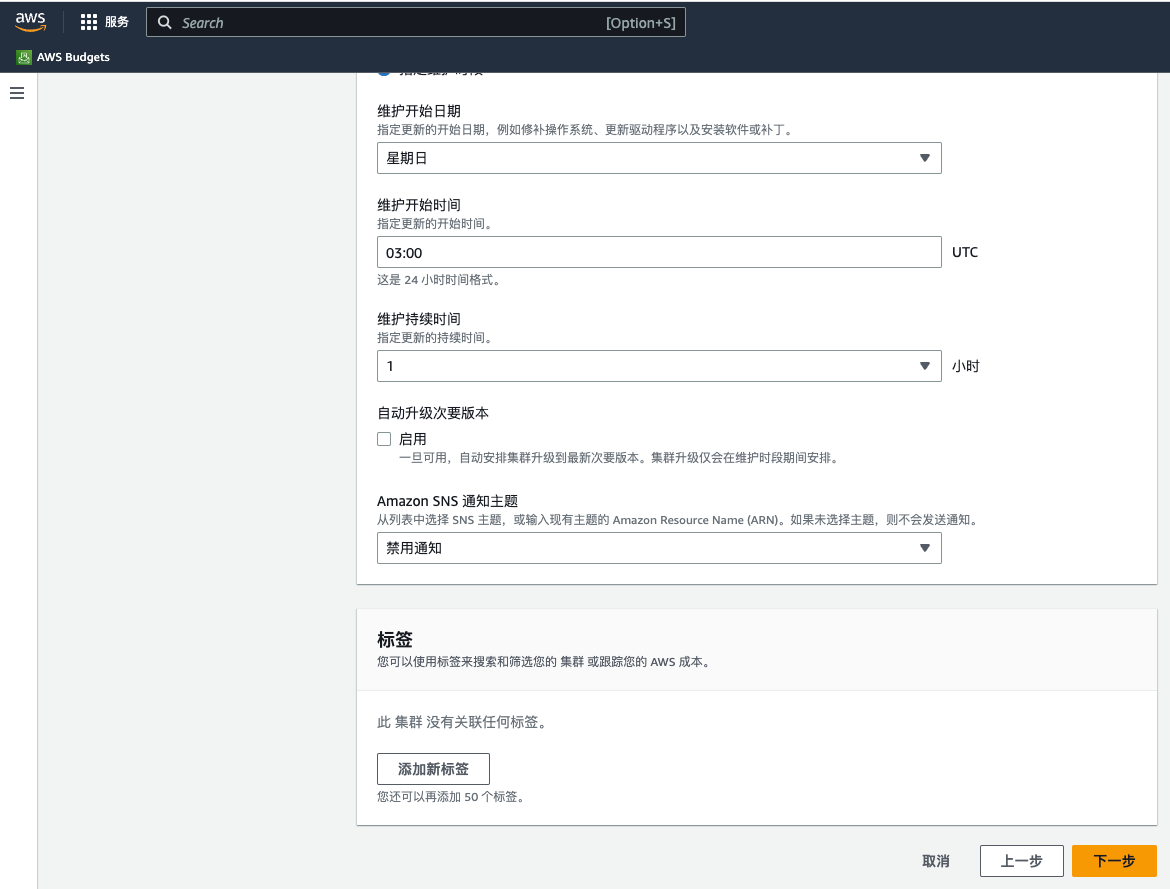 aws
服务
Search
[Option+S]
AWS Budgets
指定维护时段
维护开始日期
指定更新的开始日期，例如修补操作系统、更新驱动程序以及安装软件或补丁。
星期日
维护开始时间
指定更新的开始时间。
03:00
UTC
这是 24 小时时间格式。
维护持续时间
指定更新的持续时间。
1
小时
自动升级次要版本
启用
一旦可用，自动安排集群升级到最新次要版本。集群升级仅会在维护时段期间安排。
Amazon SNS 通知主题
从列表中选择 SNS 主题，或输入现有主题的 Amazon Resource Name (ARN)。如果未选择主题，则不会发送通知。
禁用通知
标签
您可以使用标签来搜索和筛选您的 集群 或跟踪您的 AWS 成本。
此 集群 没有关联任何标签。
添加新标签
您还可以再添加 50 个标签。
取消
上一步
下一步